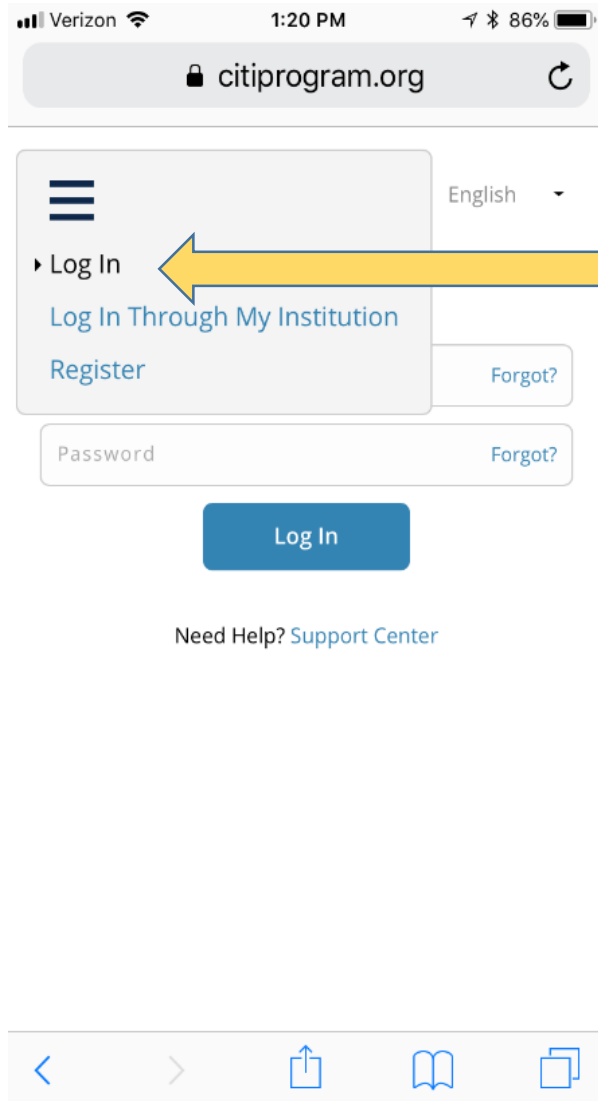 Verizon 1:20 PM 86%
citiprogram.org
English
Log In
Log In Through My Institution
Register
Forgot?
Password Forgot?
Log In
Need Help? Support Center